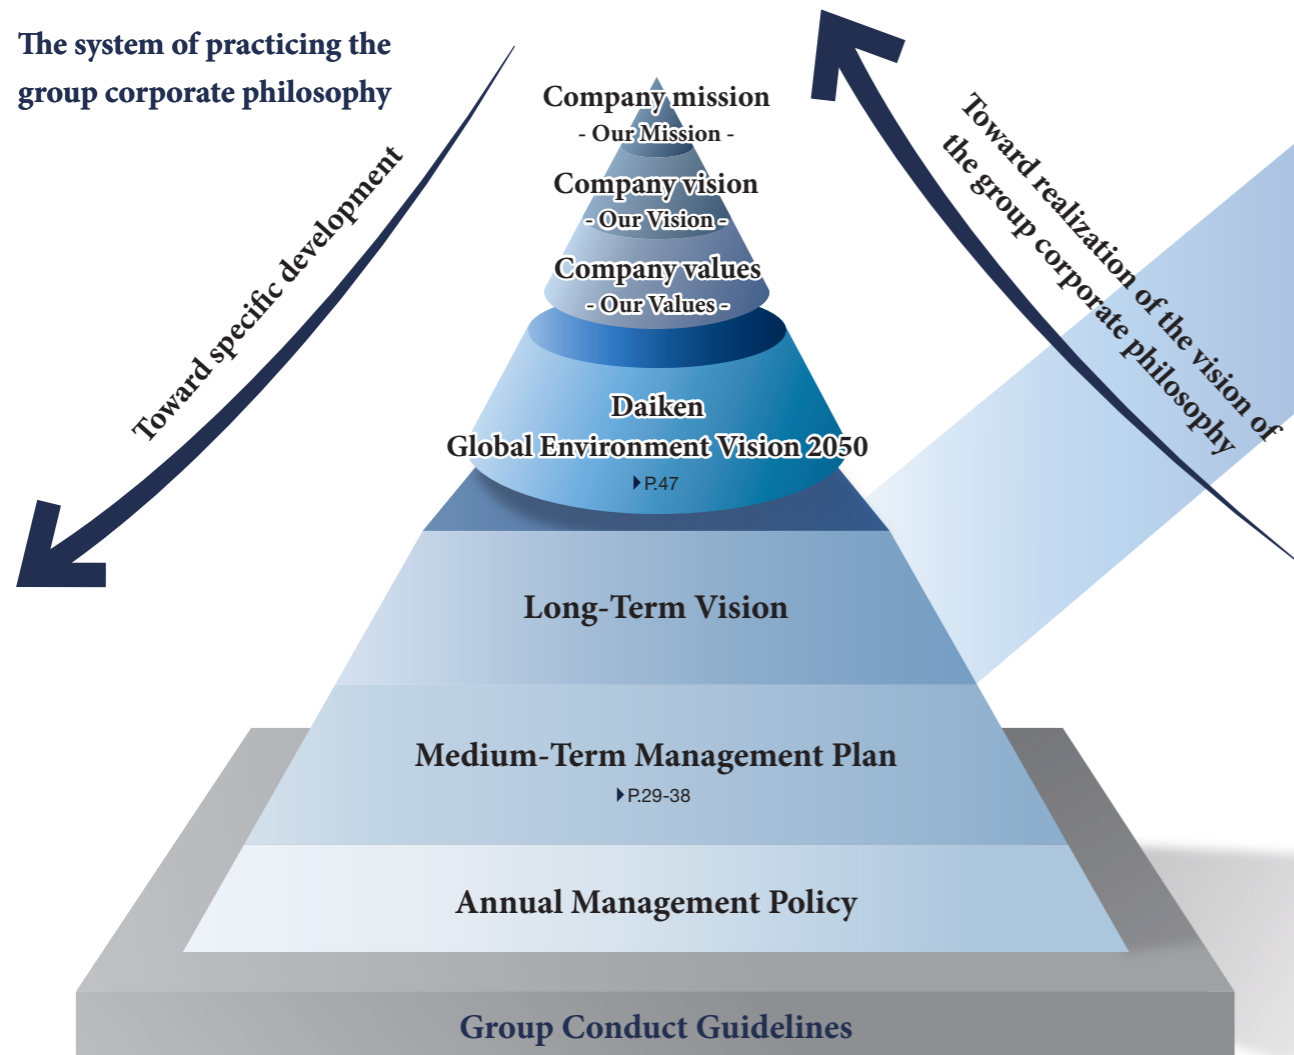 The system of practicing the
group corporate philosophy
Toward specific development
Toward realization of the vision of
the group corporate philosophy
Company mission
- Our Mission -
Company vision
- Our Vision -
Company values
- Our Values -
Daiken
Global Environment Vision 2050
P.47
Long-Term Vision
Medium-Term Management Plan
P.29-38
Annual Management Policy
Group Conduct Guidelines